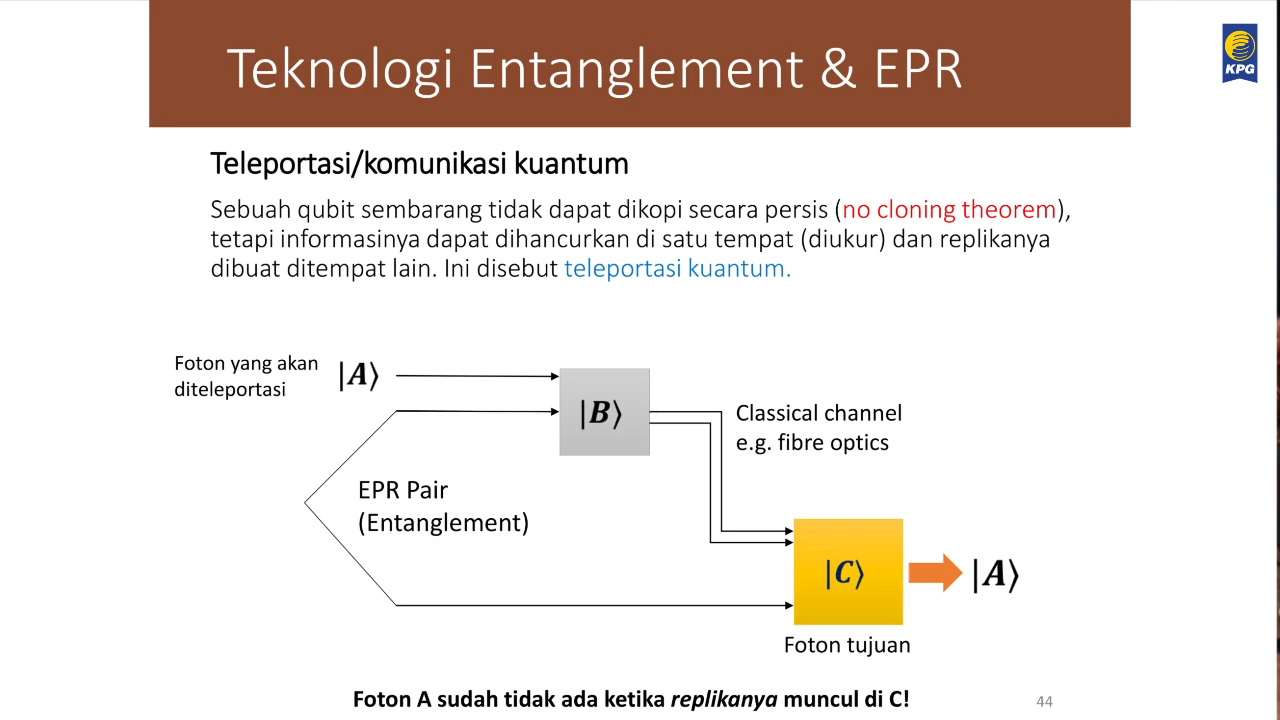 Teknologi Entanglement & EPR
KPG
Teleportasi/komunikasi kuantum
Sebuah qubit sembarang tidak dapat dikopi secara persis (no cloning theorem),
tetapi informasinya dapat dihancurkan di satu tempat (diukur) dan replikanya
dibuat ditempat lain. Ini disebut teleportasi kuantum.
Foton yang akan
diteleportasi
|A⟩
|B⟩
Classical channel
e.g. fibre optics
EPR Pair
(Entanglement)
|C⟩
|A⟩
Foton tujuan
Foton A sudah tidak ada ketika replikanya muncul di C!
44